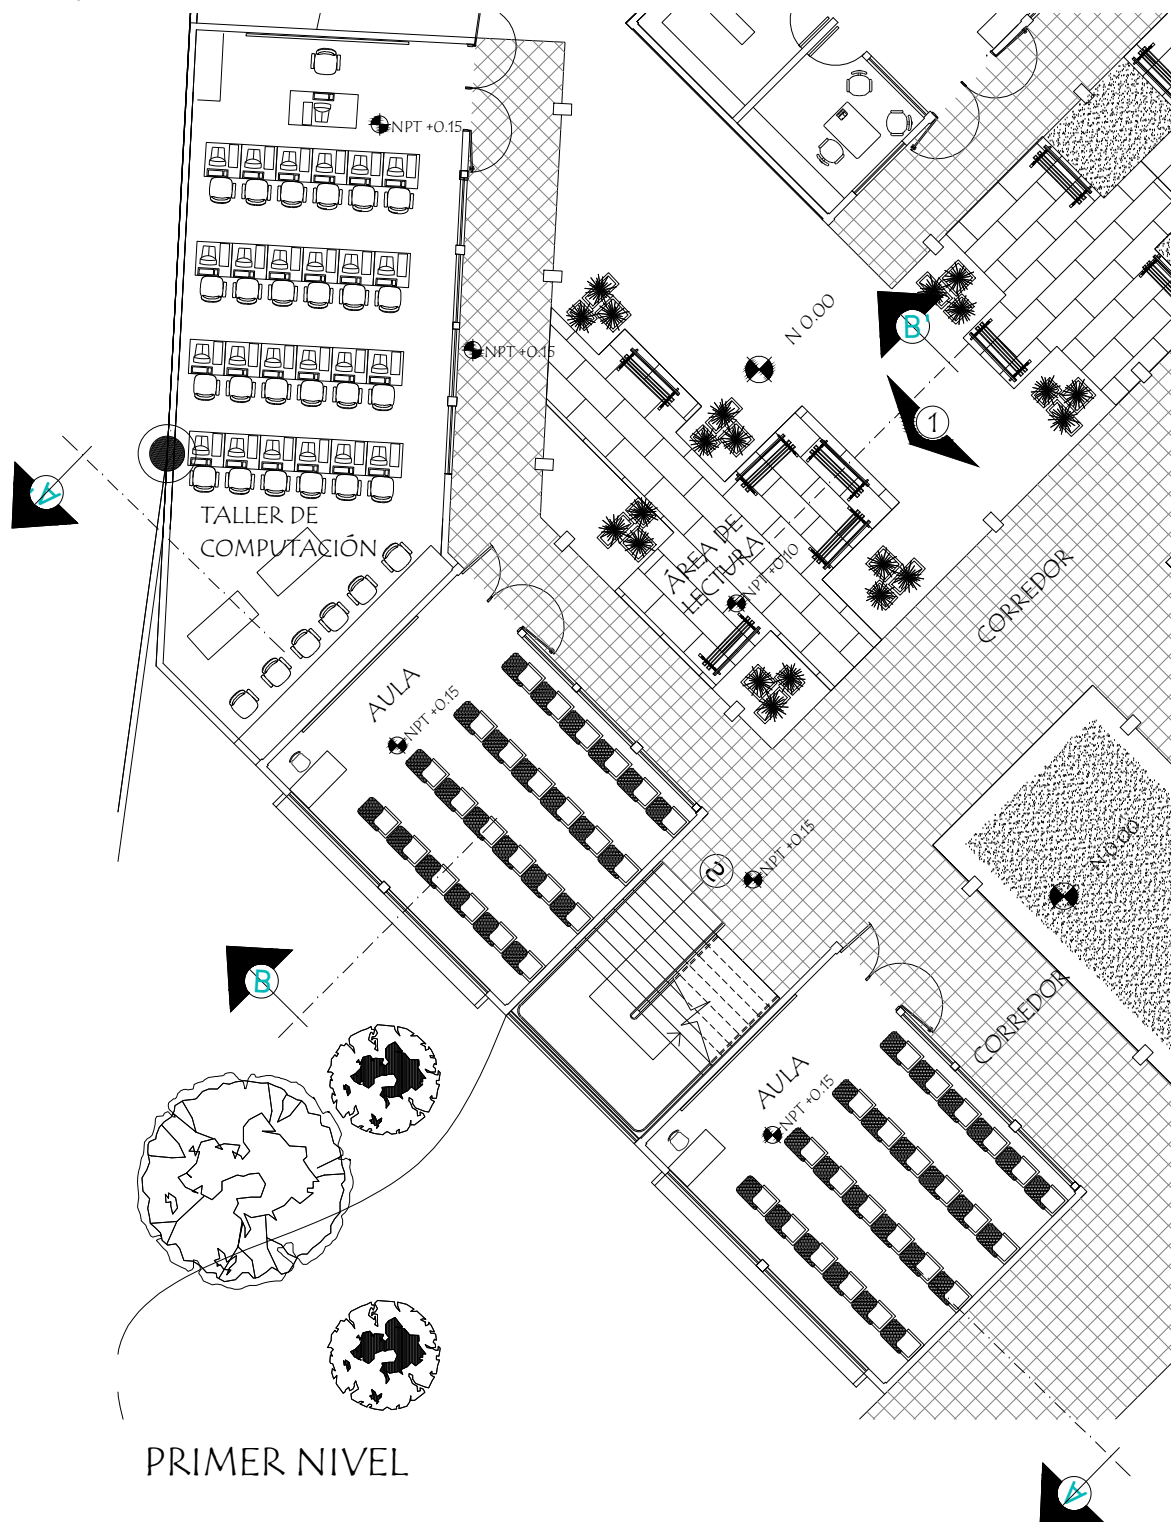 NPT +0.15
NPT +0.15
N 0.00
B'
1
A'
TALLER DE
COMPUTACIÓN
ÁREA DE
LECTURA
NPT +0.10
CORREDOR
AULA
NPT +0.15
2
NPT +0.15
N 0.00
B
CORREDOR
AULA
NPT +0.15
PRIMER NIVEL
A